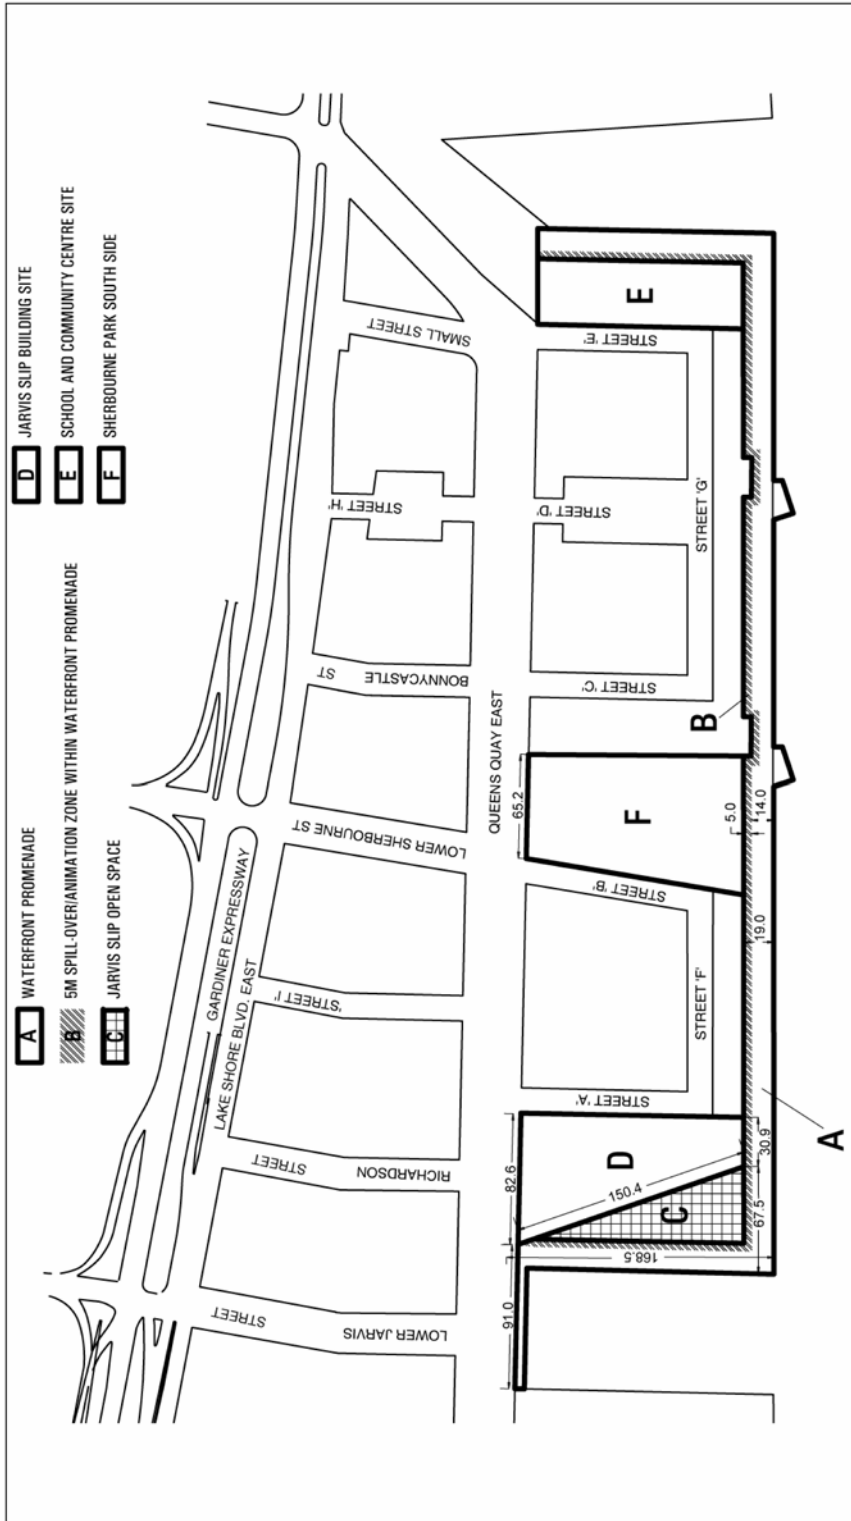 A WATERFRONT PROMENADE
B 5M SPILL-OVER/ANIMATION ZONE WITHIN WATERFRONT PROMENADE
C JARVIS SLIP OPEN SPACE
D JARVIS SLIP BUILDING SITE
E SCHOOL AND COMMUNITY CENTRE SITE
F SHERBOURNE PARK SOUTH SIDE
GARDINER EXPRESSWAY
LAKE SHORE BLVD. EAST
LOWER JARVIS
STREET
RICHARDSON
STREET
STREET 'I'
LOWER SHERBOURNE ST
BONNYCASTLE
ST
STREET 'H'
SMALL STREET
QUEENS QUAY EAST
91.0
82.6
65.2
168.5
150.4
C
D
STREET 'A'
STREET 'B'
F
STREET 'C'
STREET 'D'
STREET 'E'
E
STREET 'F'
STREET 'G'
B
5.0
14.0
19.0
67.5
30.9
A